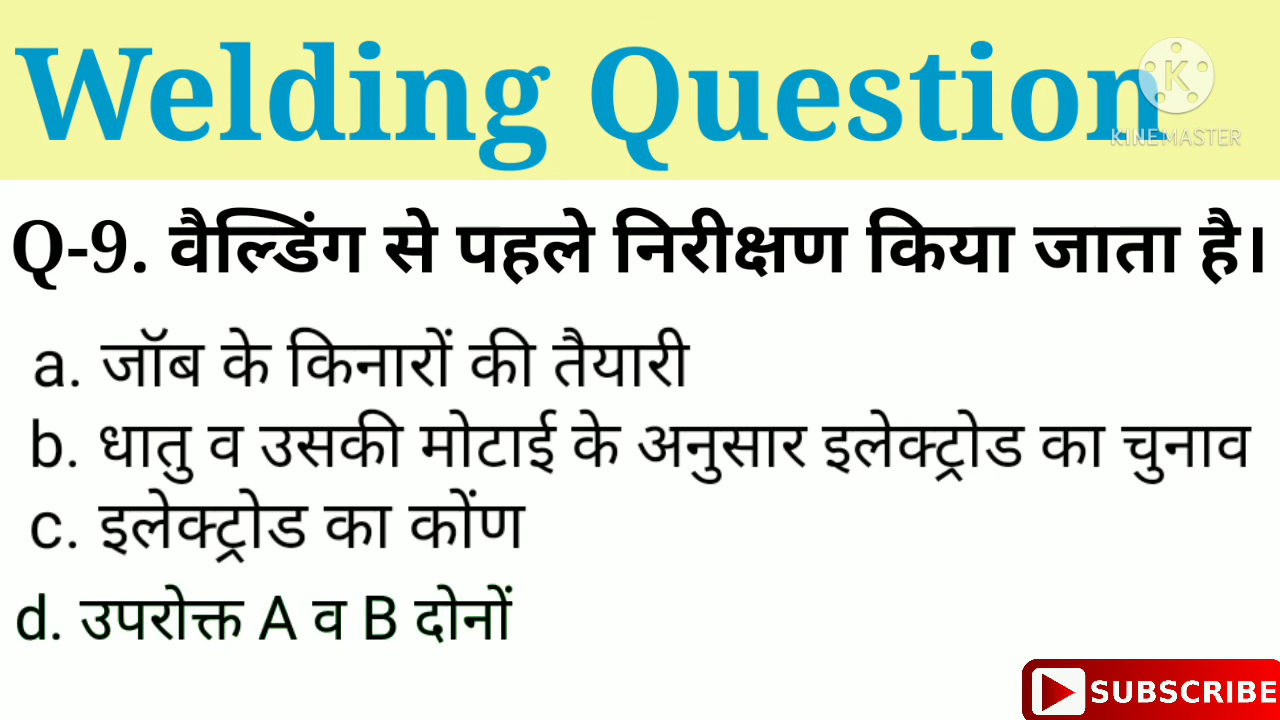 Welding Question
K
KINEMASTER
Q-9. वैल्डिंग से पहले निरीक्षण किया जाता है।
a. जॉब के किनारों की तैयारी
b. धातु व उसकी मोटाई के अनुसार इलेक्ट्रोड का चुनाव
c. इलेक्ट्रोड का कोंण
d. उपरोक्त A व B दोनों
SUBSCRIBE